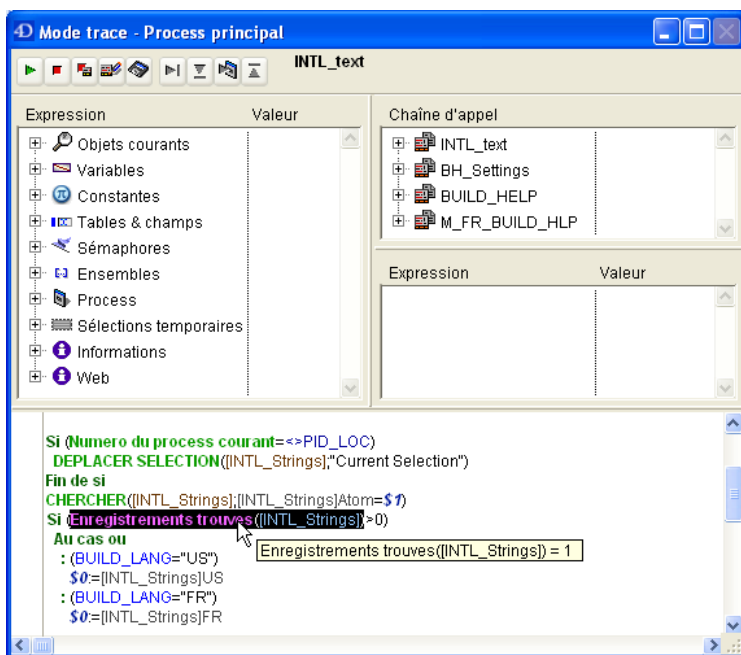 4D Mode trace - Process principal
INTL_text
Expression Valeur
Objets courants
Variables
Constantes
Tables & champs
Sémaphores
Ensembles
Process
Sélections temporaires
Informations
Web
Chaîne d'appel
INTL_text
BH_Settings
BUILD_HELP
M_FR_BUILD_HLP
Expression Valeur
Si (Numero du process courant=<>PID_LOC)
DEPLACER SELECTION([INTL_Strings];"Current Selection")
Fin de si
CHERCHER([INTL_Strings];[INTL_Strings]Atom=$1)
Si (Enregistrements trouves([INTL_Strings])>0)
Au cas ou
Enregistrements trouves([INTL_Strings]) = 1
: (BUILD_LANG="US")
$0:=[INTL_Strings]US
: (BUILD_LANG="FR")
$0:=[INTL_Strings]FR